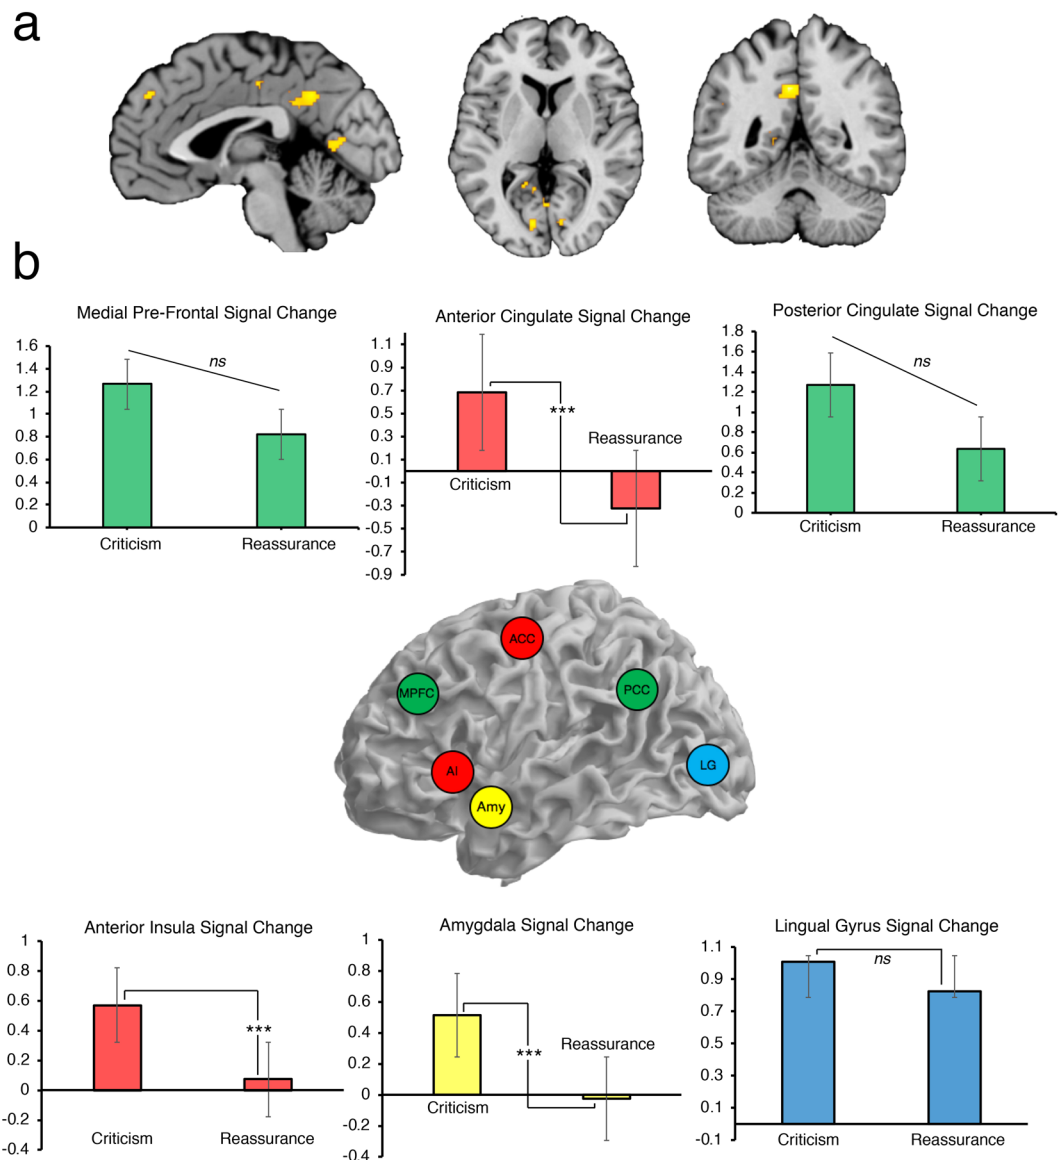 a
b
Medial Pre-Frontal Signal Change
1.6
1.4
1.2
1
0.8
0.6
0.4
0.2
0
ns
Criticism
Reassurance
Anterior Cingulate Signal Change
1.1
0.9
0.7
0.5
0.3
0.1
-0.1
-0.3
-0.5
-0.7
-0.9
***
Criticism
Reassurance
Posterior Cingulate Signal Change
1.8
1.6
1.4
1.2
1
0.8
0.6
0.4
0.2
0
ns
Criticism
Reassurance
ACC
MPFC
PCC
AI
LG
Amy
Anterior Insula Signal Change
1
0.8
0.6
0.4
0.2
0
-0.2
-0.4
***
Criticism
Reassurance
Amygdala Signal Change
1
0.8
0.6
0.4
0.2
0
-0.2
-0.4
***
Reassurance
Criticism
Lingual Gyrus Signal Change
1.1
0.9
0.7
0.5
0.3
0.1
-0.1
ns
Criticism
Reassurance